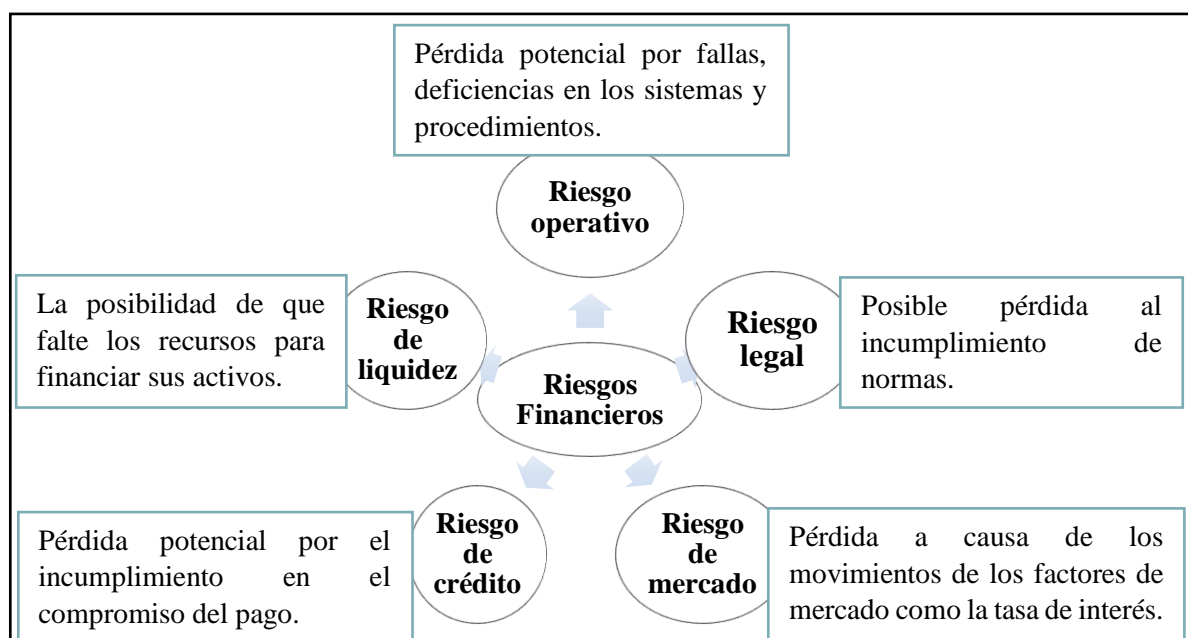 Pérdida potencial por fallas,
deficiencias en los sistemas y
procedimientos.
Riesgo
operativo
La posibilidad de que
falte los recursos para
financiar sus activos.
Riesgo
de
liquidez
Riesgo
legal
Posible pérdida al
incumplimiento de
normas.
Riesgos
Financieros
Pérdida potencial por el
incumplimiento en el
compromiso del pago.
Riesgo
de
crédito
Riesgo
de
mercado
Pérdida a causa de los
movimientos de los factores de
mercado como la tasa de interés.